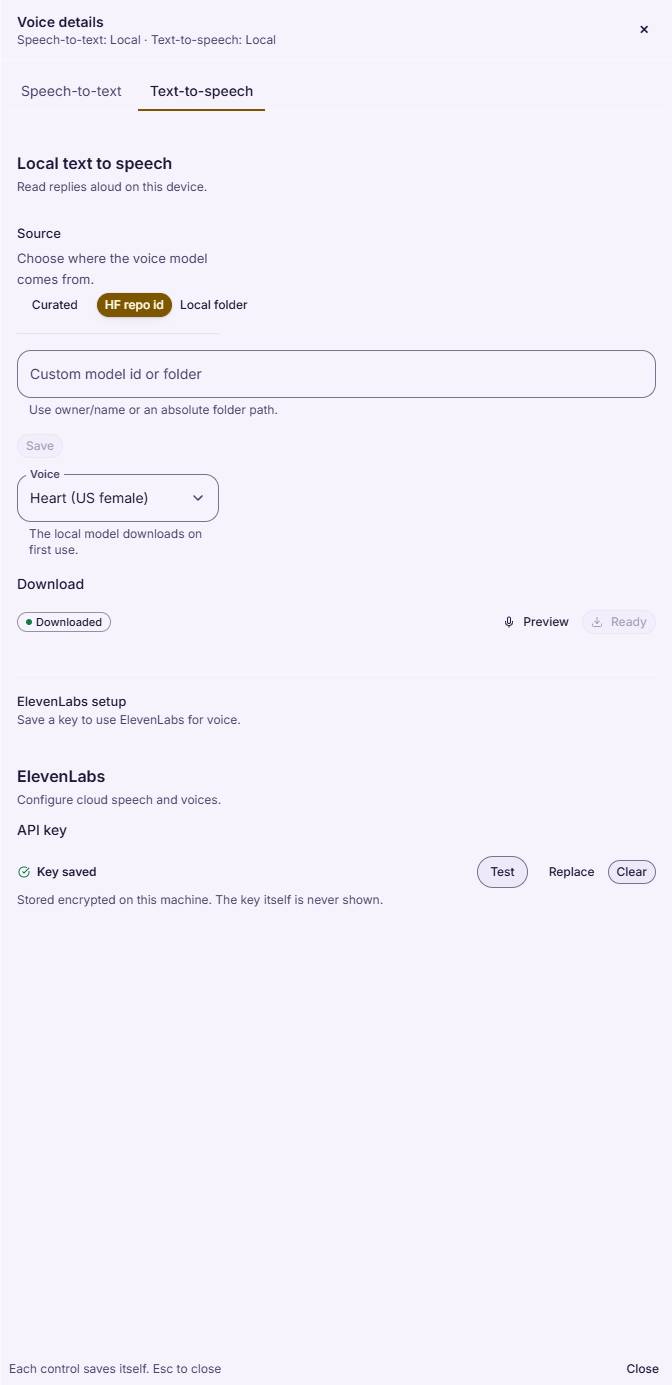 Voice details
Speech-to-text: Local · Text-to-speech: Local
×
Speech-to-text Text-to-speech
Local text to speech
Read replies aloud on this device.
Source
Choose where the voice model
comes from.
Curated HF repo id Local folder
Custom model id or folder
Use owner/name or an absolute folder path.
Save
Voice
Heart (US female)
The local model downloads on
first use.
Download
Downloaded Preview Ready
ElevenLabs setup
Save a key to use ElevenLabs for voice.
ElevenLabs
Configure cloud speech and voices.
API key
Key saved Test Replace Clear
Stored encrypted on this machine. The key itself is never shown.
Each control saves itself. Esc to close Close